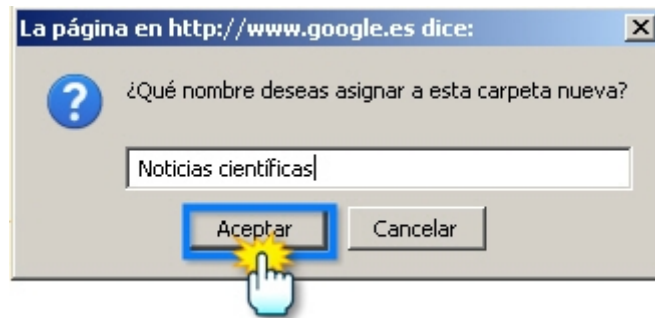 La página en http://www.google.es dice:
¿Qué nombre deseas asignar a esta carpeta nueva?
Noticias científicas
Aceptar Cancelar